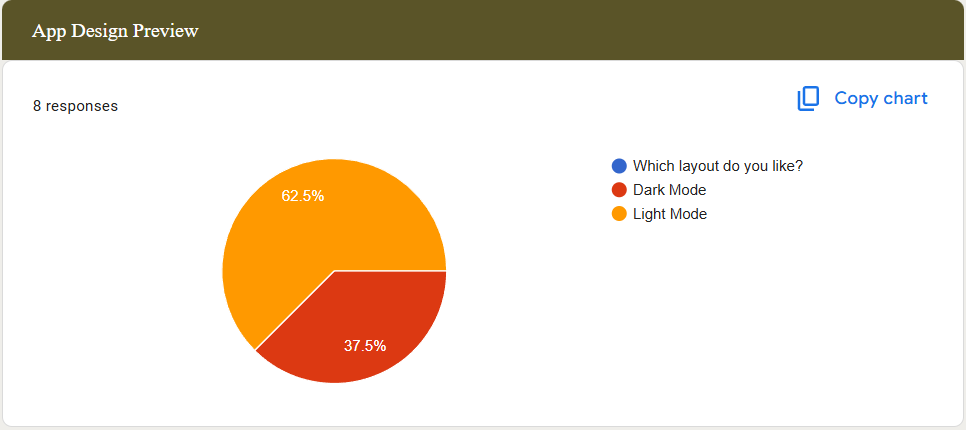 App Design Preview
8 responses
Copy chart
Which layout do you like?
Dark Mode
Light Mode
62.5%
37.5%